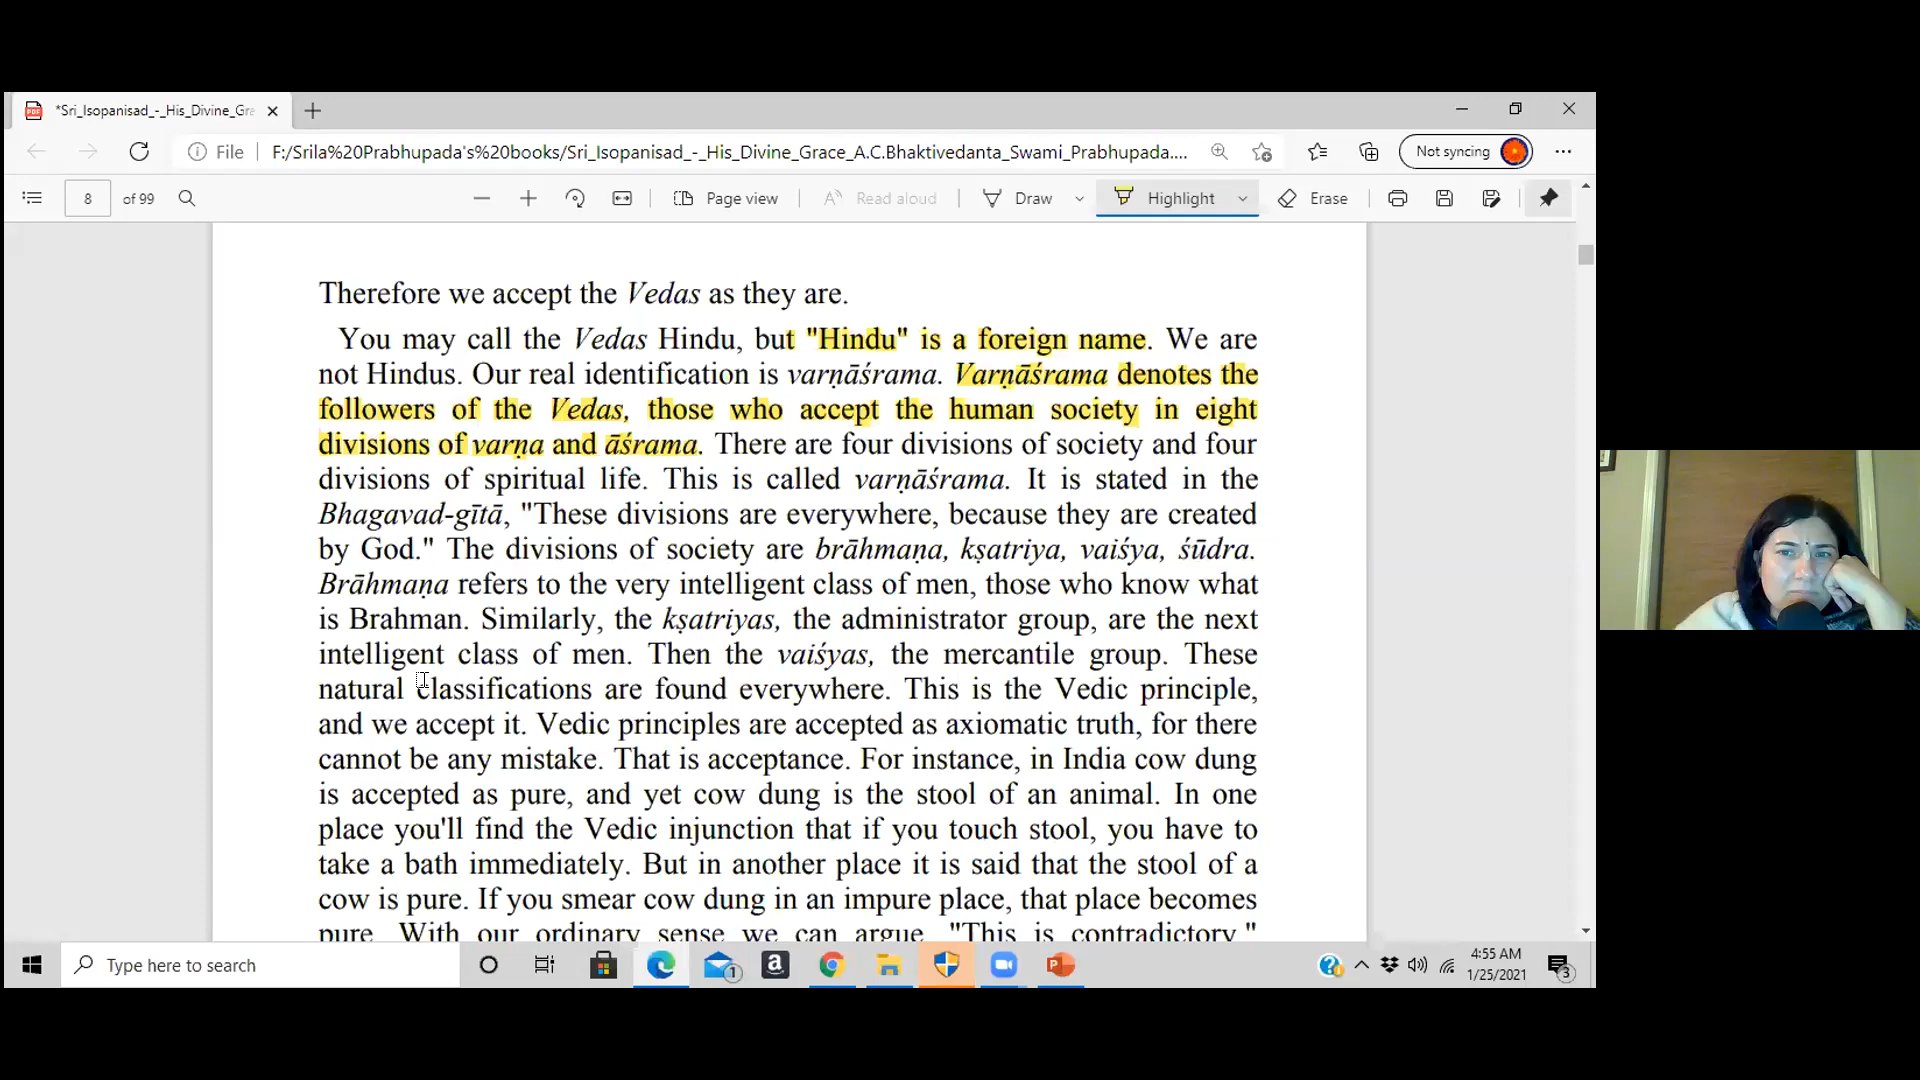 *Sri_Isopanisad_-_His_Divine_Gra
File F:/Srila%20Prabhupada's%20books/Sri_Isopanisad_-_His_Divine_Grace_A.C.Bhaktivedanta_Swami_Prabhupada.... Not syncing
8 of 99 Page view Read aloud Draw Highlight Erase
Therefore we accept the Vedas as they are.
You may call the Vedas Hindu, but "Hindu" is a foreign name. We are
not Hindus. Our real identification is varṇāśrama. Varṇāśrama denotes the
followers of the Vedas, those who accept the human society in eight
divisions of varṇa and āśrama. There are four divisions of society and four
divisions of spiritual life. This is called varṇāśrama. It is stated in the
Bhagavad-gītā, "These divisions are everywhere, because they are created
by God." The divisions of society are brāhmaṇa, kṣatriya, vaiśya, śūdra.
Brāhmaṇa refers to the very intelligent class of men, those who know what
is Brahman. Similarly, the kṣatriyas, the administrator group, are the next
intelligent class of men. Then the vaiśyas, the mercantile group. These
natural classifications are found everywhere. This is the Vedic principle,
and we accept it. Vedic principles are accepted as axiomatic truth, for there
cannot be any mistake. That is acceptance. For instance, in India cow dung
is accepted as pure, and yet cow dung is the stool of an animal. In one
place you'll find the Vedic injunction that if you touch stool, you have to
take a bath immediately. But in another place it is said that the stool of a
cow is pure. If you smear cow dung in an impure place, that place becomes
pure. With our ordinary sense we can argue, "This is contradictory."
Type here to search
4:55 AM
1/25/2021